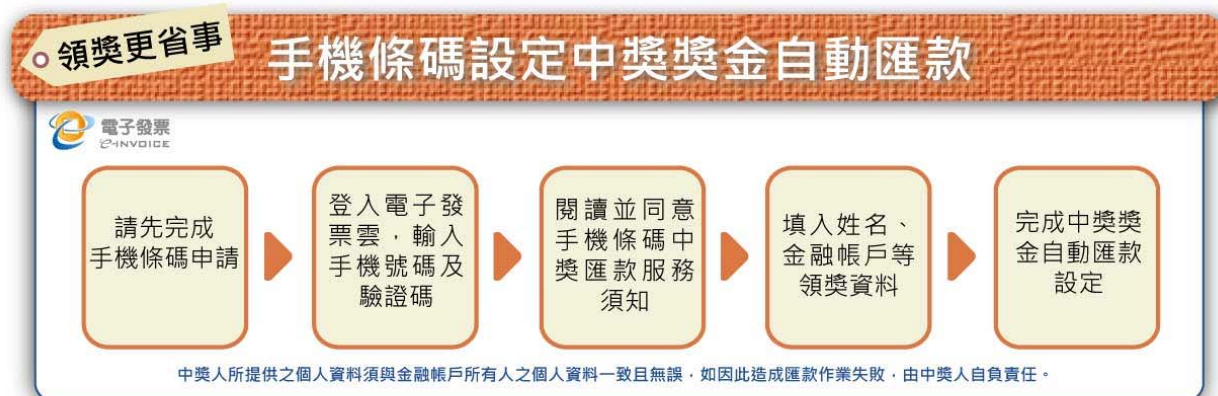 領獎更省事
手機條碼設定中獎獎金自動匯款
電子發票
e-INVOICE
請先完成
手機條碼申請
登入電子發
票雲，輸入
手機號碼及
驗證碼
閱讀並同意
手機條碼中
獎匯款服務
須知
填入姓名、
金融帳戶等
領獎資料
完成中獎獎
金自動匯款
設定
中獎人所提供之個人資料須與金融帳戶所有人之個人資料一致且無誤，如因此造成匯款作業失敗，由中獎人自負責任。